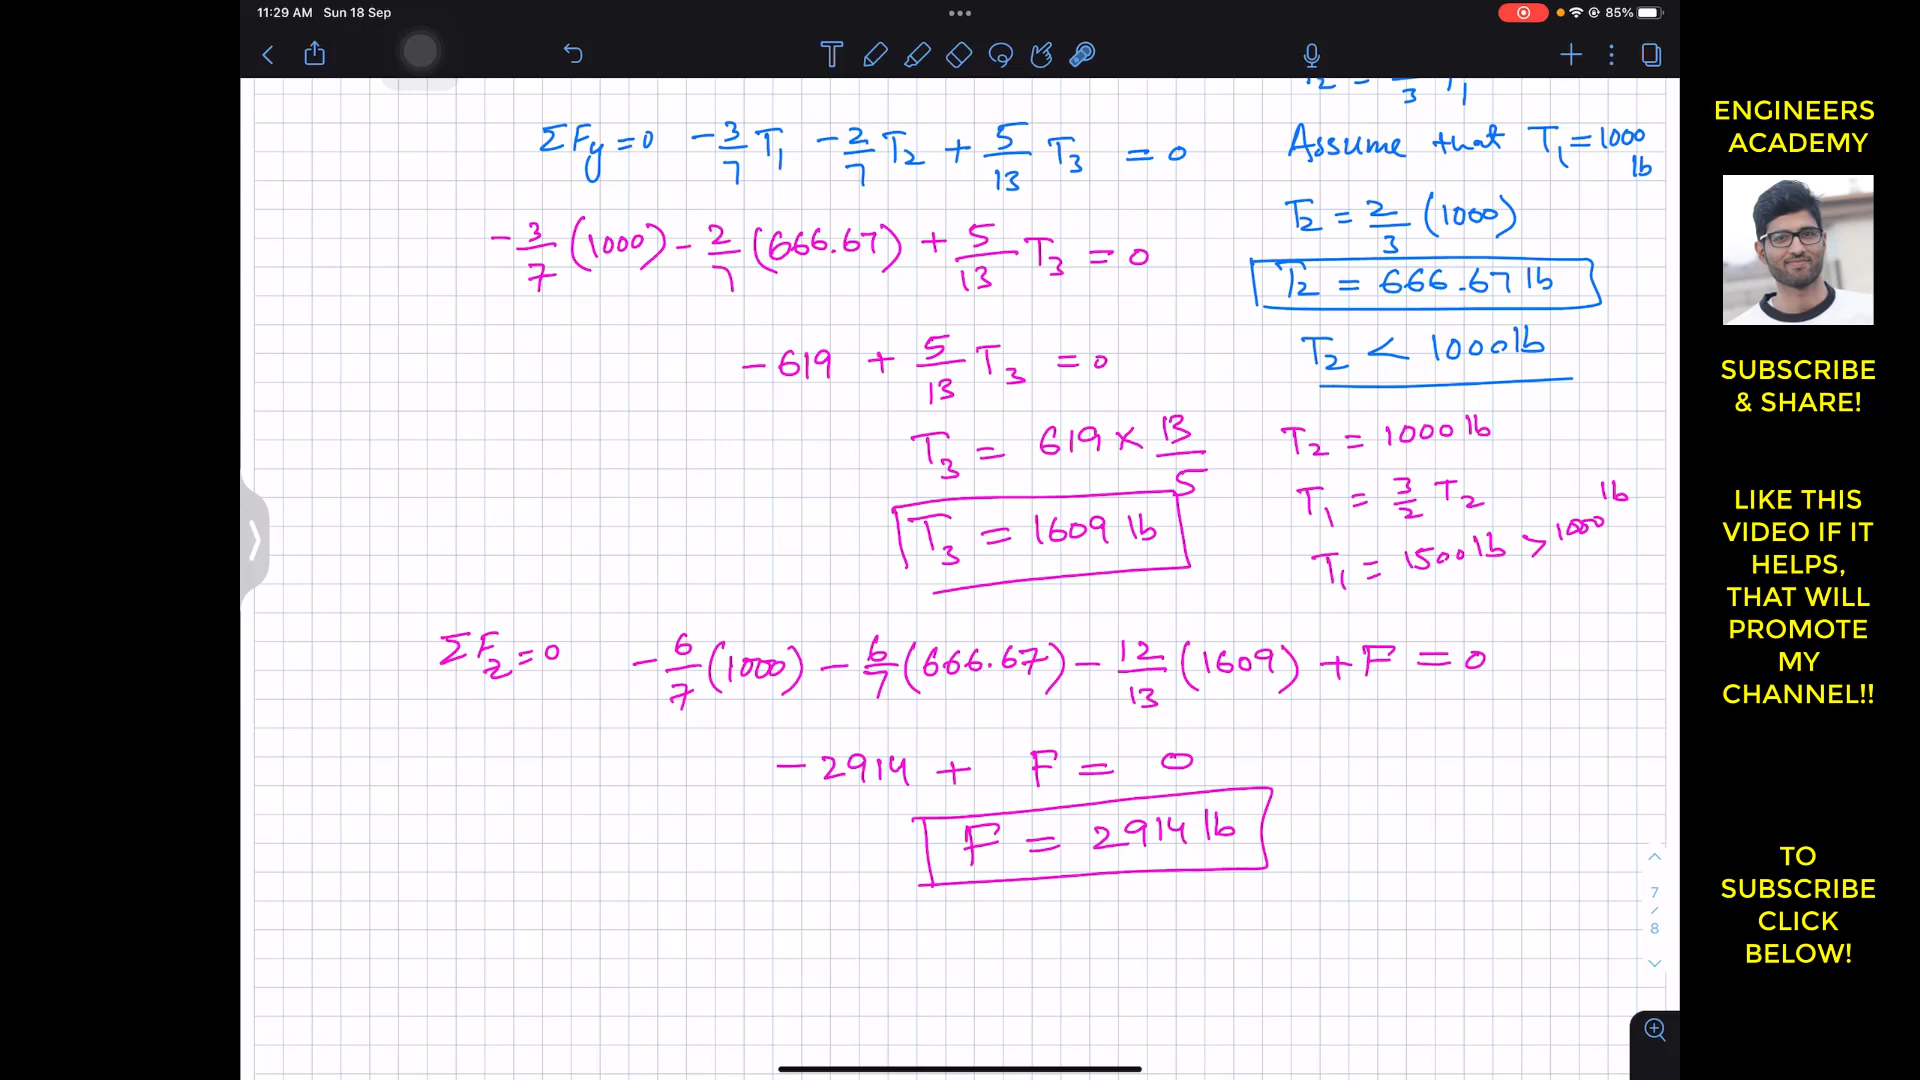 11:29 AM Sun 18 Sep
85%
T
T₂ = —/3 T₁
ΣFy = 0 -3/7 T₁ -2/7 T₂ + 5/13 T₃ = 0
Assume that T₁ = 1000 lb
T₂ = 2/3 (1000)
-3/7 (1000) - 2/7 (666.67) + 5/13 T₃ = 0
T₂ = 666.67 lb
-619 + 5/13 T₃ = 0
T₂ < 1000 lb
T₃ = 619 × 13/5
T₂ = 1000 lb
T₁ = 3/2 T₂
T₃ = 1609 lb
T₁ = 1500 lb > 1000 lb
ΣFz = 0 -6/7 (1000) - 6/7 (666.67) - 12/13 (1609) + F = 0
-2914 + F = 0
F = 2914 lb
7
/
8
ENGINEERS
ACADEMY
SUBSCRIBE
& SHARE!
LIKE THIS
VIDEO IF IT
HELPS,
THAT WILL
PROMOTE
MY
CHANNEL!!
TO
SUBSCRIBE
CLICK
BELOW!